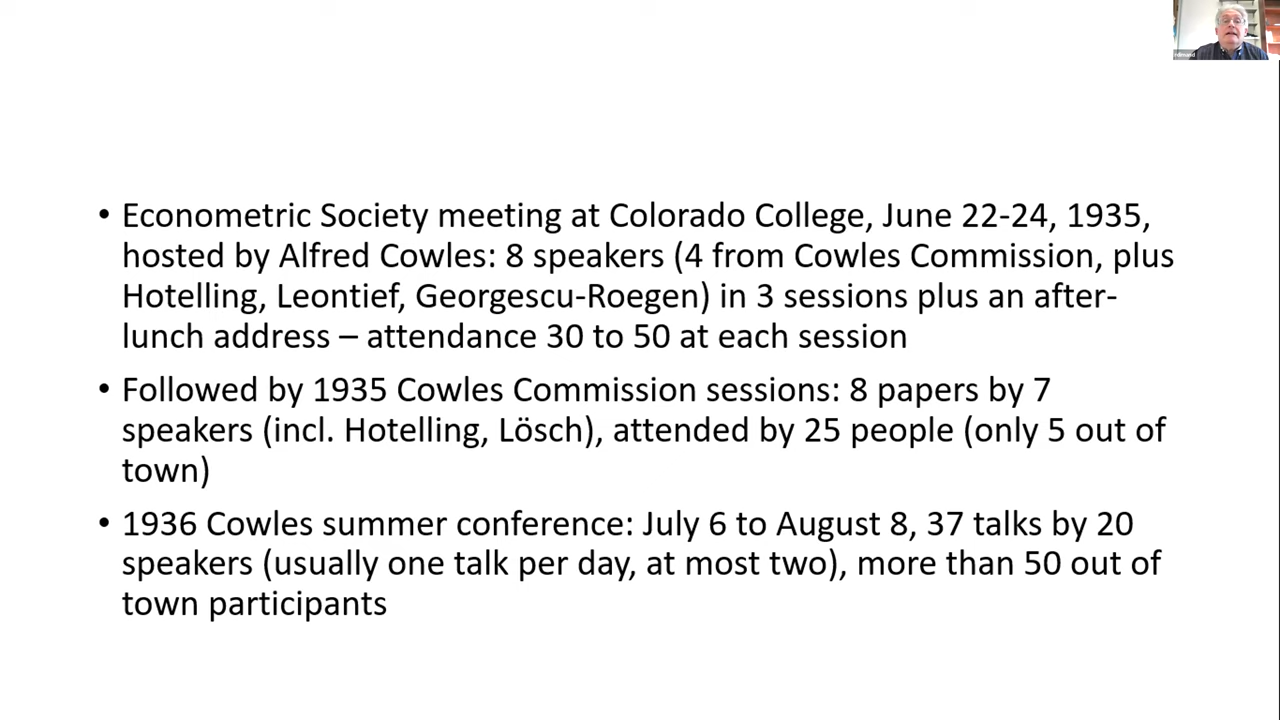 • Econometric Society meeting at Colorado College, June 22-24, 1935,
hosted by Alfred Cowles: 8 speakers (4 from Cowles Commission, plus
Hotelling, Leontief, Georgescu-Roegen) in 3 sessions plus an after-
lunch address – attendance 30 to 50 at each session
• Followed by 1935 Cowles Commission sessions: 8 papers by 7
speakers (incl. Hotelling, Lösch), attended by 25 people (only 5 out of
town)
• 1936 Cowles summer conference: July 6 to August 8, 37 talks by 20
speakers (usually one talk per day, at most two), more than 50 out of
town participants